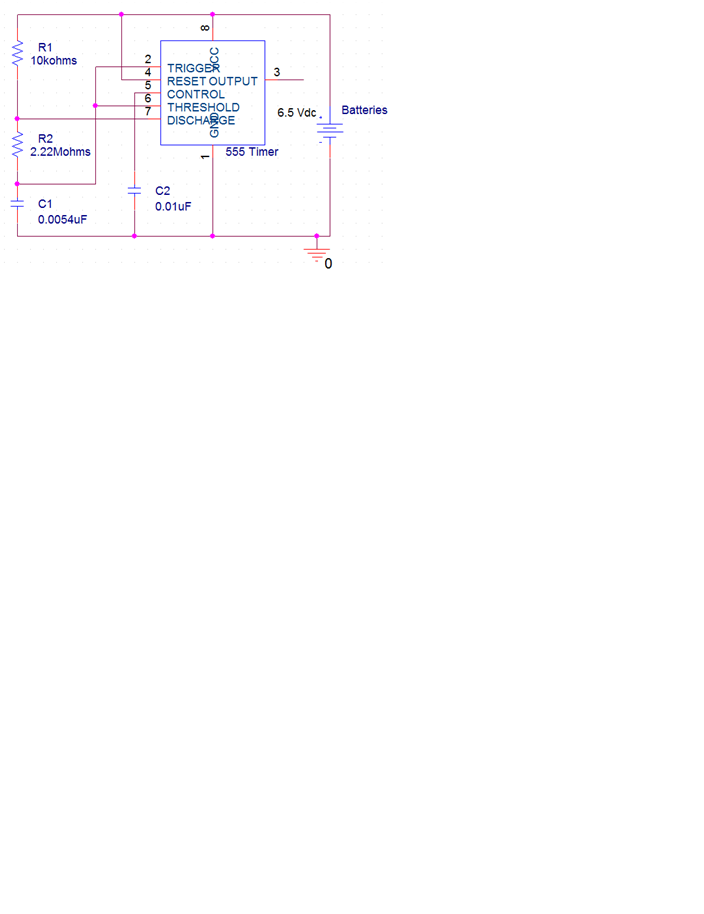 8
R1
10kohms
VCC
2
TRIGGER
3
4
RESET OUTPUT
5
CONTROL
6
THRESHOLD
7
DISCHARGE
GND
6.5 Vdc
Batteries
R2
2.22Mohms
1
555 Timer
C1
0.0054uF
C2
0.01uF
0